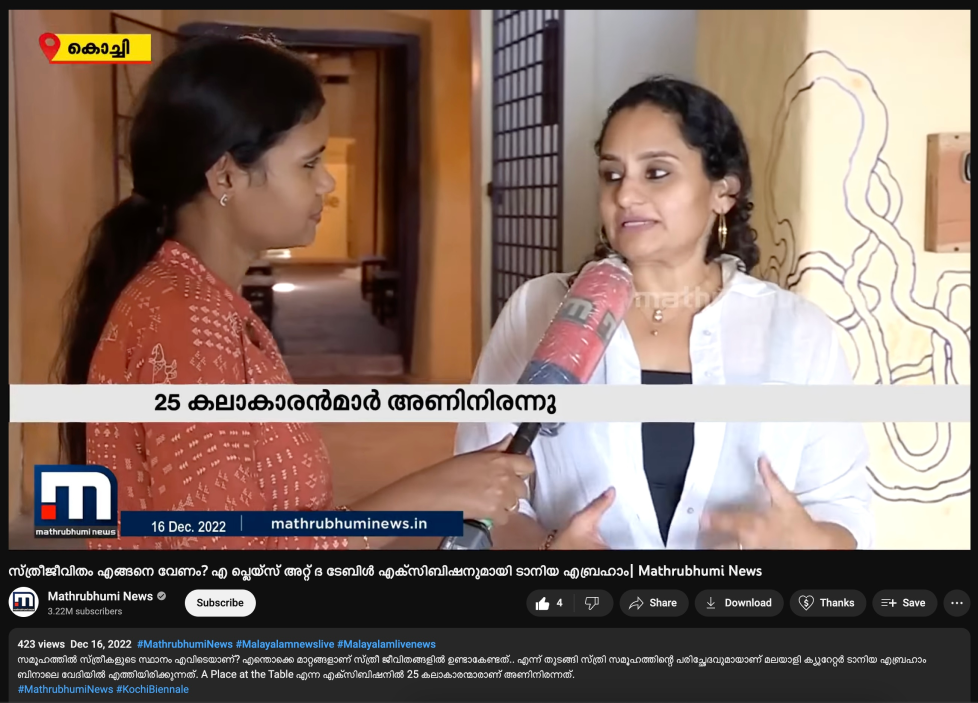 കൊച്ചി
math
25 കലാകാരൻമാർ അണിനിരന്നു
mathrubhumi news
16 Dec. 2022 | mathrubhuminews.in
സ്ത്രീജീവിതം എങ്ങനെ വേണം? എ പ്ലെയ്സ് അറ്റ് ദ ടേബിൾ എക്സിബിഷനുമായി ടാനിയ എബ്രഹാം| Mathrubhumi News
Mathrubhumi News
3.22M subscribers
Subscribe
4
Share
Download
Thanks
Save
423 views Dec 16, 2022 #MathrubhumiNews #Malayalamnewslive #Malayalamlivenews
സമൂഹത്തിൽ സ്ത്രീകളുടെ സ്ഥാനം എവിടെയാണ്? എന്തൊക്കെ മാറ്റങ്ങളാണ് സ്ത്രീ ജീവിതങ്ങളിൽ ഉണ്ടാകേണ്ടത്.. എന്ന് തുടങ്ങി സ്ത്രീ സമൂഹത്തിന്റെ പരിച്ഛേദവുമായാണ് മലയാളി ക്യൂറേറ്റർ ടാനിയ എബ്രഹാം
ബിനാലെ വേദിയിൽ എത്തിയിരിക്കുന്നത്. A Place at the Table എന്ന എക്സിബിഷനിൽ 25 കലാകാരന്മാരാണ് അണിനിരന്നത്.
#MathrubhumiNews #KochiBiennale